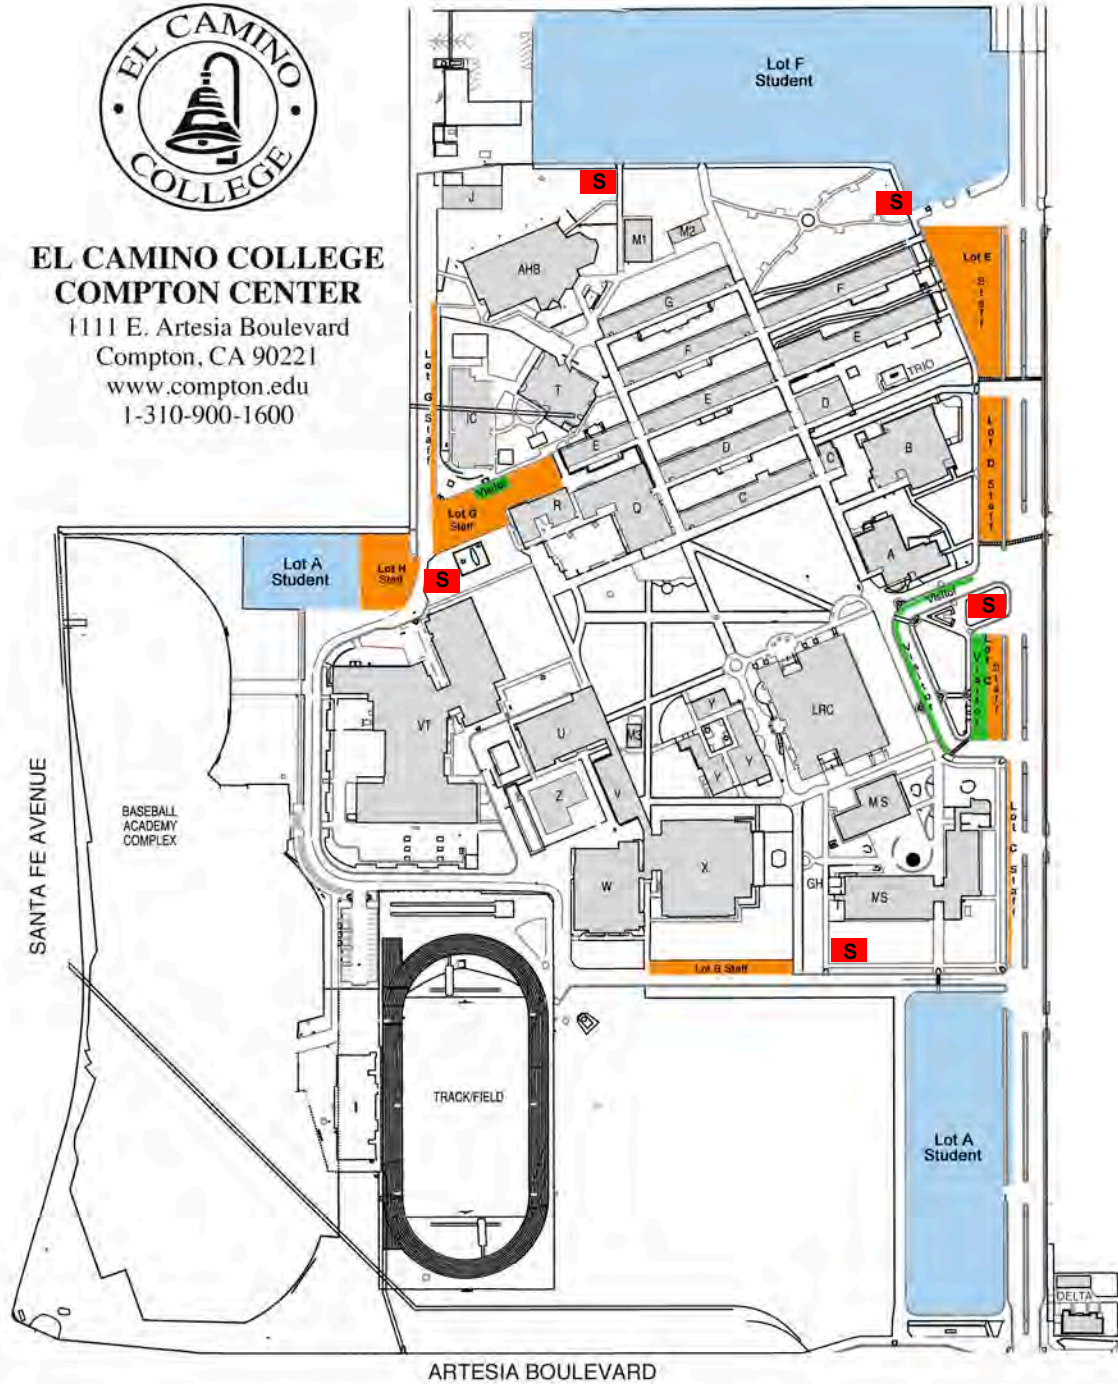 EL CAMINO
COLLEGE
EL CAMINO COLLEGE
COMPTON CENTER
1111 E. Artesia Boulevard
Compton, CA 90221
www.compton.edu
1-310-900-1600
Lot F
Student
S
S
J
M1
M2
AHB
G
F
F
E
Lot E
Staff
TRIO
Lot G Staff
T
E
D
IC
E
D
B
C
Lot D Staff
Visitor
Lot G
Staff
R
Q
C
A
Lot A
Student
Lot H
Staff
S
Visitor
S
Visitor
Visitor
Lot C
Staff
VT
U
M3
Y
Y
Y
LRC
Z
V
MS
Lot C Staff
SANTA FE AVENUE
BASEBALL
ACADEMY
COMPLEX
W
X
GH
MS
S
Lot B Staff
I
TRACK/FIELD
Lot A
Student
DELTA
ARTESIA BOULEVARD